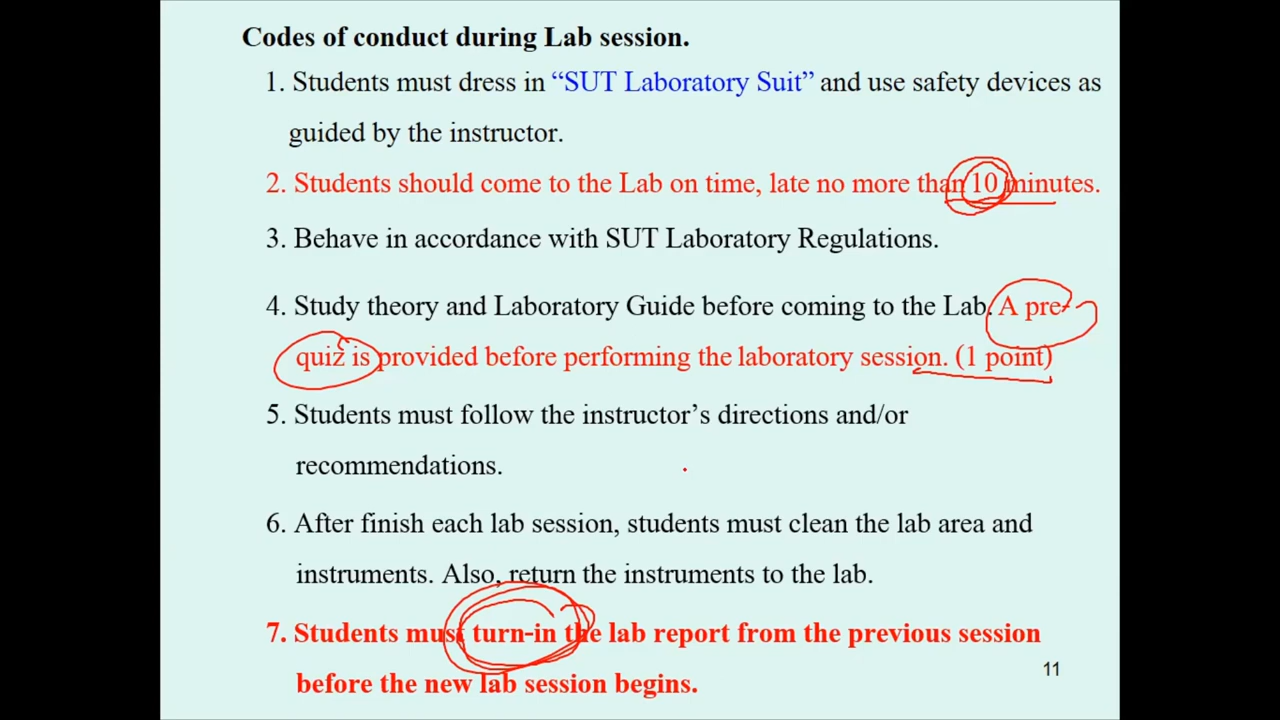 Codes of conduct during Lab session.
1. Students must dress in “SUT Laboratory Suit” and use safety devices as
guided by the instructor.
2. Students should come to the Lab on time, late no more than 10 minutes.
3. Behave in accordance with SUT Laboratory Regulations.
4. Study theory and Laboratory Guide before coming to the Lab. A pre-
quiz is provided before performing the laboratory session. (1 point)
5. Students must follow the instructor’s directions and/or
recommendations.
6. After finish each lab session, students must clean the lab area and
instruments. Also, return the instruments to the lab.
7. Students must turn-in the lab report from the previous session
before the new lab session begins.
11